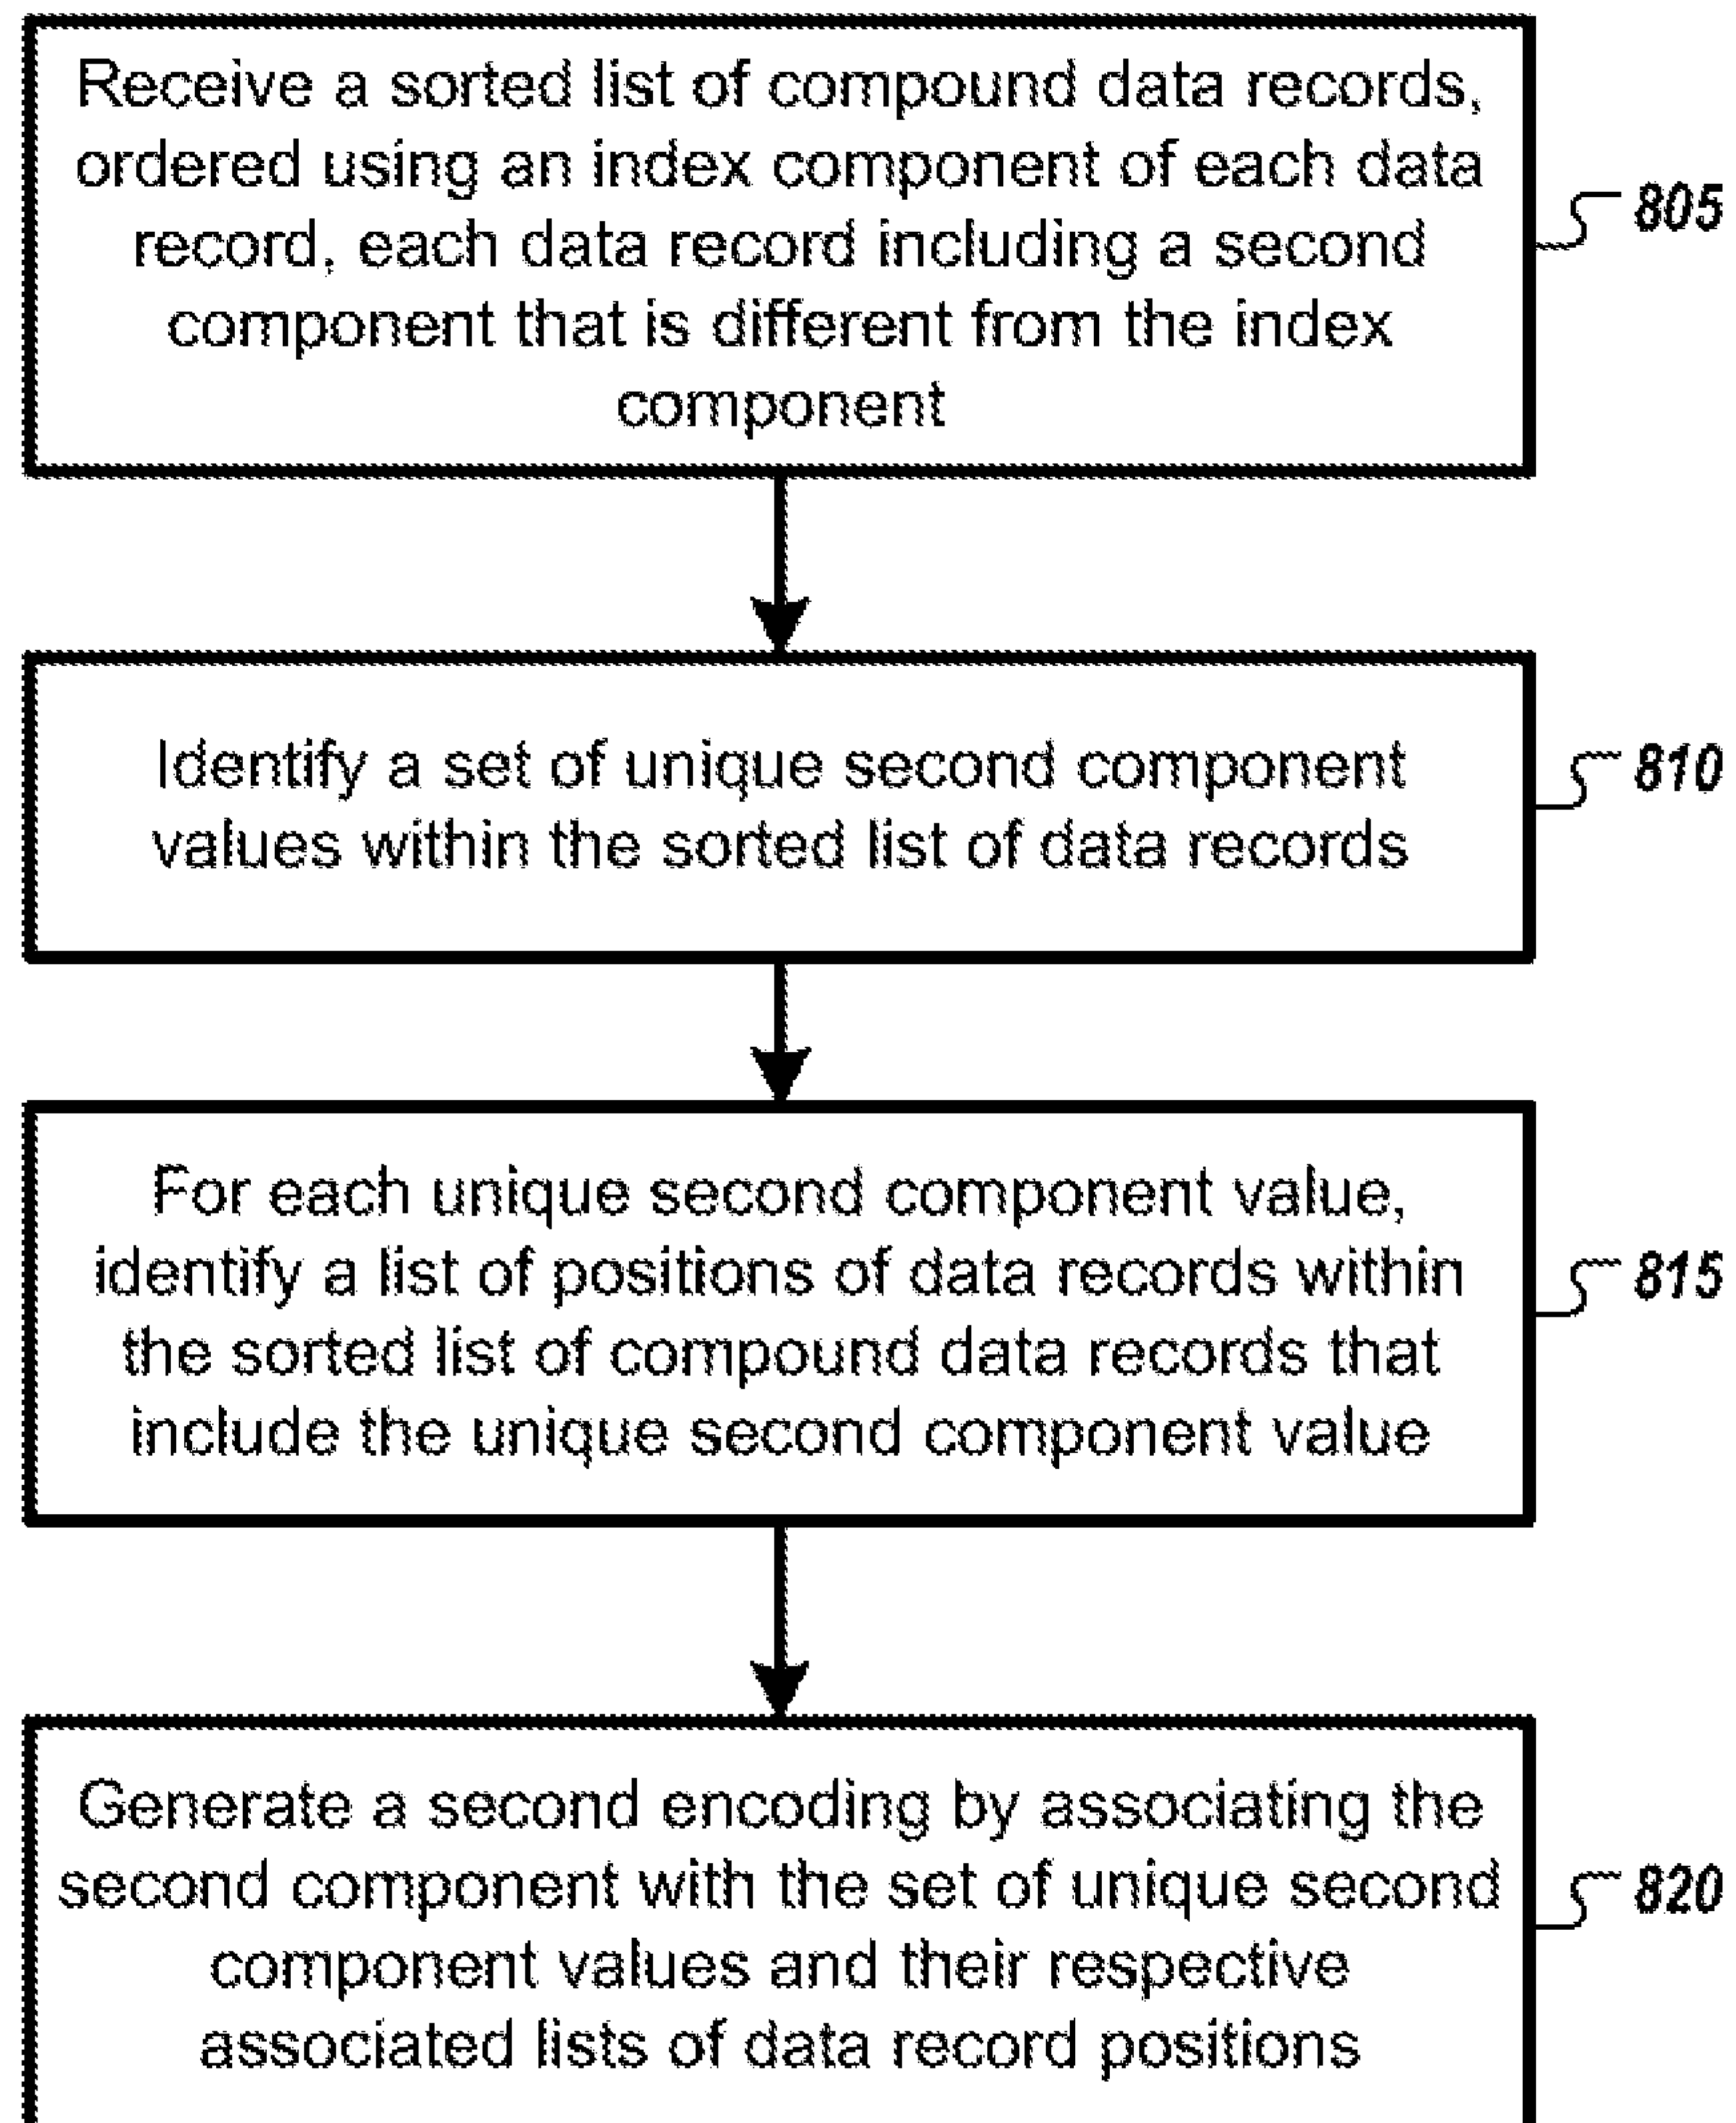 Receive a sorted list of compound data records,
ordered using an index component of each data
record, each data record including a second
component that is different from the index
component
805
Identify a set of unique second component
values within the sorted list of data records
810
For each unique second component value,
identify a list of positions of data records within
the sorted list of compound data records that
include the unique second component value
815
Generate a second encoding by associating the
second component with the set of unique second
component values and their respective
associated lists of data record positions
820